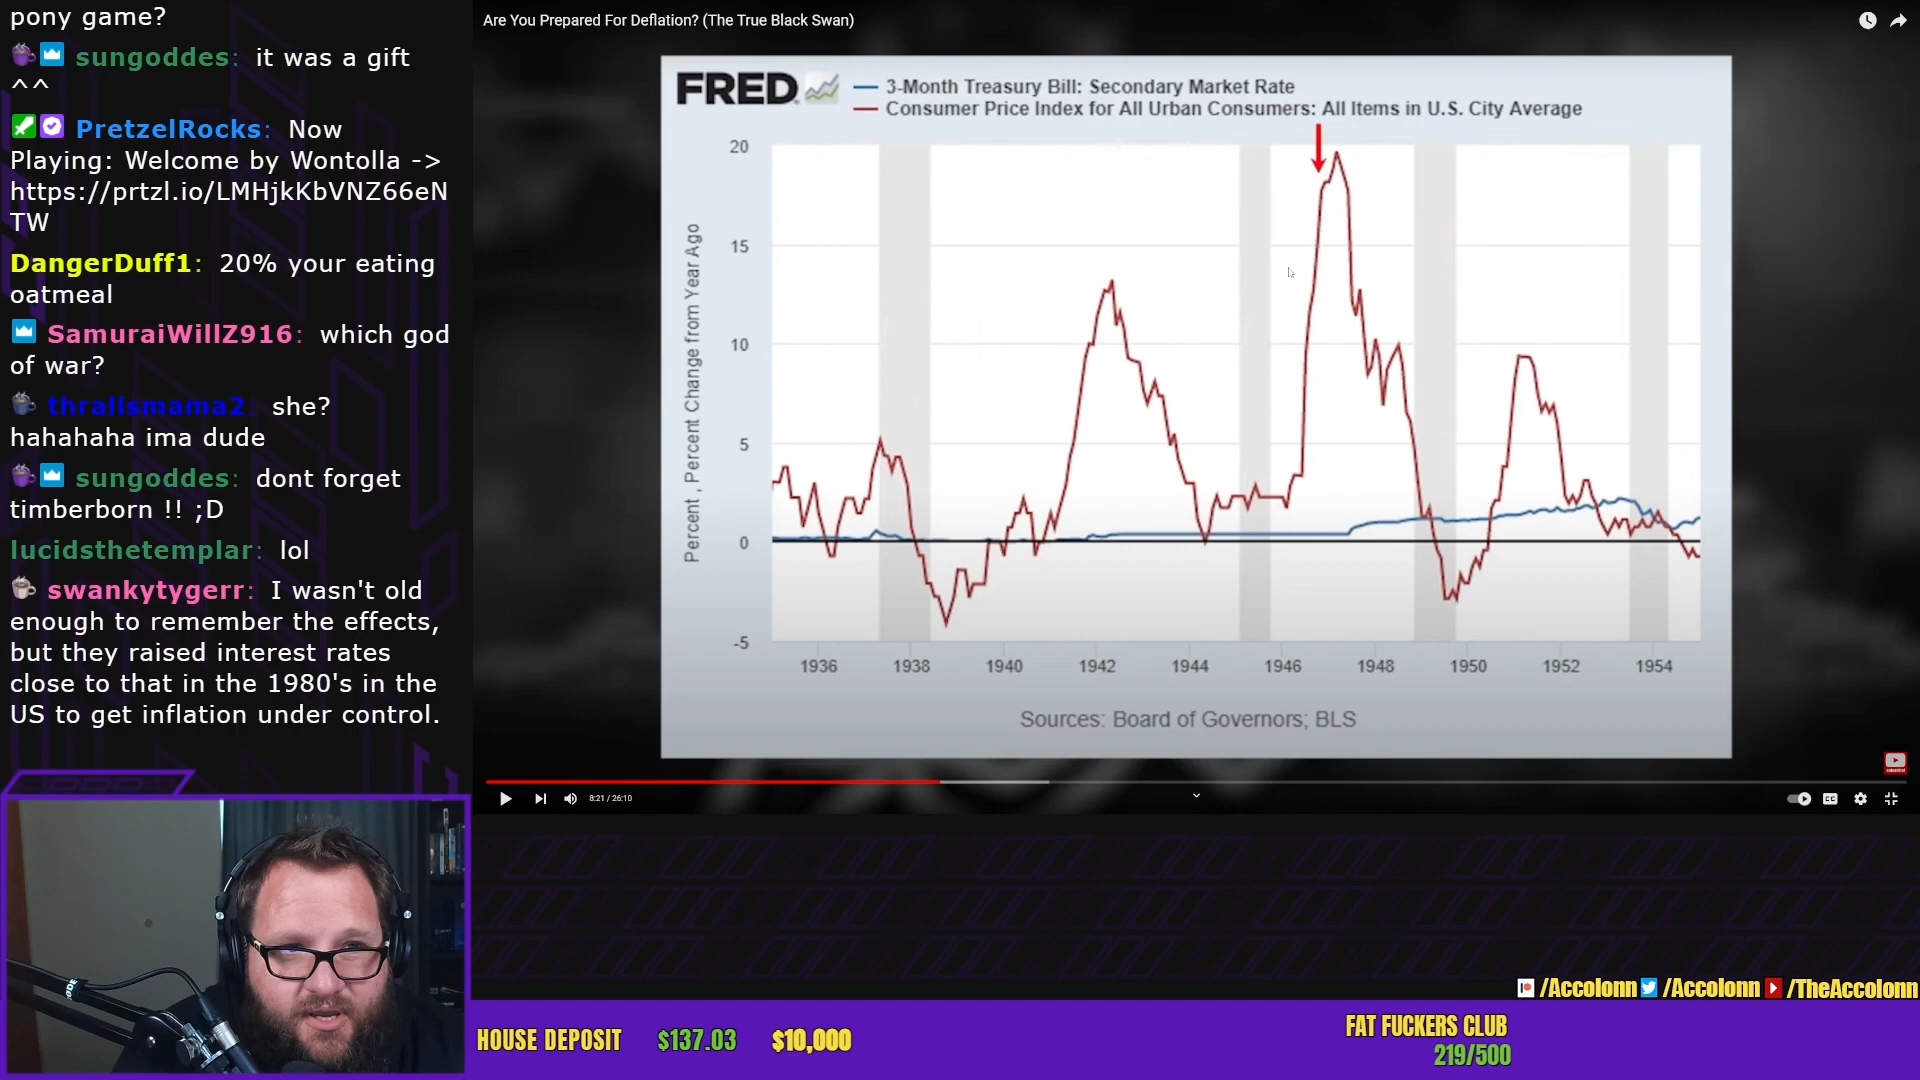 pony game?
sungoddes: it was a gift
^^
PretzelRocks: Now
Playing: Welcome by Wontolla ->
https://prtzl.io/LMHjkKbVNZ66eN
TW
DangerDuff1: 20% your eating
oatmeal
SamuraiWillZ916: which god
of war?
thrallsmama2: she?
hahahaha ima dude
sungoddes: dont forget
timberborn !! ;D
lucidsthetemplar: lol
swankytygerr: I wasn't old
enough to remember the effects,
but they raised interest rates
close to that in the 1980's in the
US to get inflation under control.
Are You Prepared For Deflation? (The True Black Swan)
FRED
3-Month Treasury Bill: Secondary Market Rate
Consumer Price Index for All Urban Consumers: All Items in U.S. City Average
Percent , Percent Change from Year Ago
20
15
10
5
0
-5
1936 1938 1940 1942 1944 1946 1948 1950 1952 1954
Sources: Board of Governors; BLS
8:21 / 26:10
/Accolonn /Accolonn /TheAccolonn
HOUSE DEPOSIT $137.03 $10,000
FAT FUCKERS CLUB
219/500